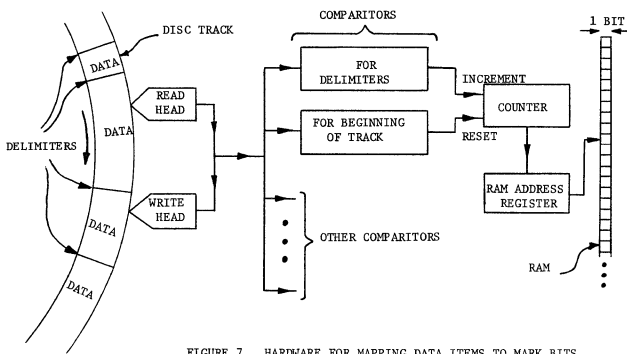 COMPARITORS
1 BIT
DISC TRACK
DATA
FOR
DELIMITERS
INCREMENT
READ
HEAD
COUNTER
DATA
FOR BEGINNING
OF TRACK
RESET
DELIMITERS
RAM ADDRESS
REGISTER
WRITE
HEAD
DATA
OTHER COMPARITORS
RAM
DATA
FIGURE 7 HARDWARE FOR MAPPING DATA ITEMS TO MARK BITS